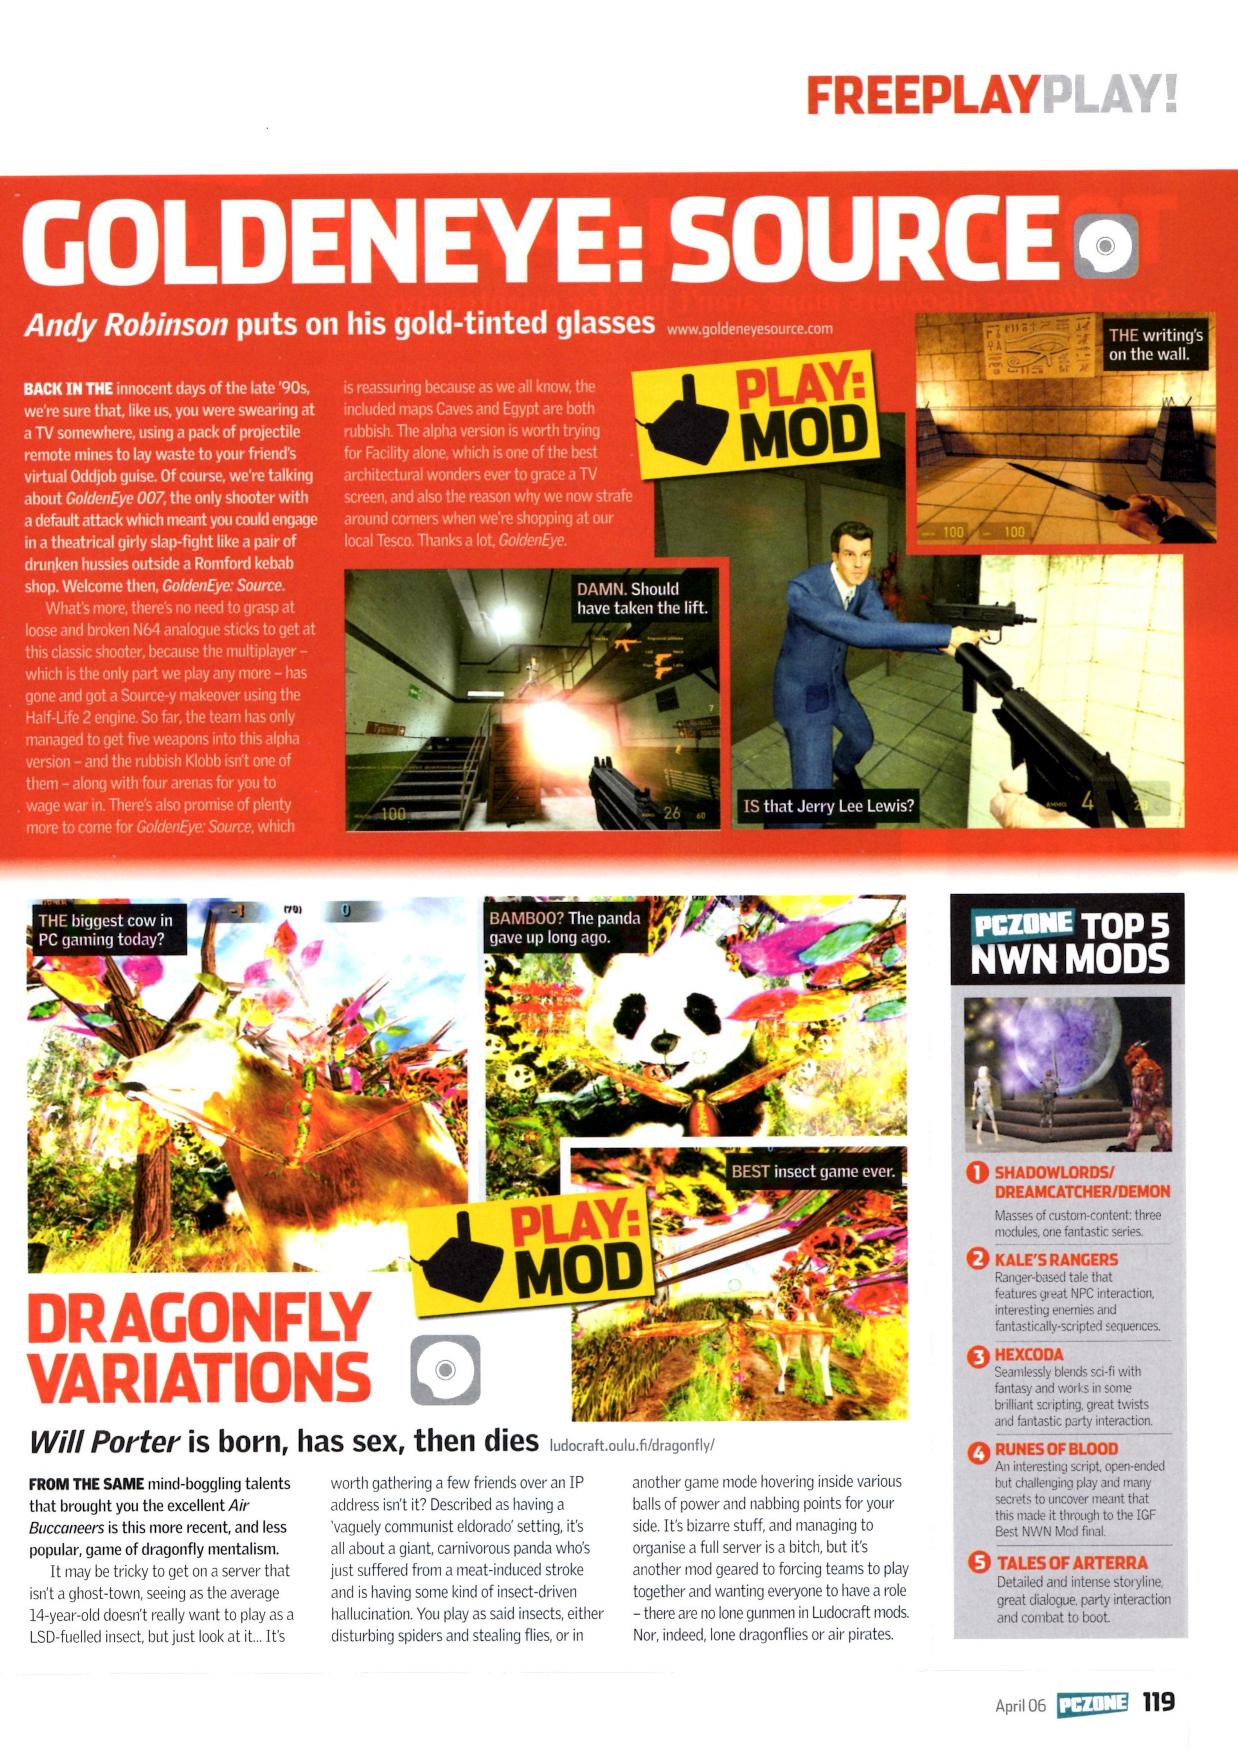 FREEPLAYPLAY!
GOLDENEYE: SOURCE
Andy Robinson puts on his gold-tinted glasses www.goldeneyesource.com
BACK IN THE innocent days of the late '90s,
we're sure that, like us, you were swearing at
a TV somewhere, using a pack of projectile
remote mines to lay waste to your friend's
virtual Oddjob guise. Of course, we're talking
about GoldenEye 007, the only shooter with
a default attack which meant you could engage
in a theatrical girly slap-fight like a pair of
drunken hussies outside a Romford kebab
shop. Welcome then, GoldenEye: Source.
What's more, there's no need to grasp at
loose and broken N64 analogue sticks to get at
this classic shooter, because the multiplayer –
which is the only part we play any more – has
gone and got a Source-y makeover using the
Half-Life 2 engine. So far, the team has only
managed to get five weapons into this alpha
version – and the rubbish Klobb isn't one of
them – along with four arenas for you to
wage war in. There's also promise of plenty
more to come for GoldenEye: Source, which
is reassuring because as we all know, the
included maps Caves and Egypt are both
rubbish. The alpha version is worth trying
for Facility alone, which is one of the best
architectural wonders ever to grace a TV
screen, and also the reason why we now strafe
around corners when we're shopping at our
local Tesco. Thanks a lot, GoldenEye.
PLAY:
MOD
THE writing's
on the wall.
100
100
DAMN. Should
have taken the lift.
7
100
26
60
IS that Jerry Lee Lewis?
AMMO 4
THE biggest cow in
PC gaming today?
-1
(70)
0
BAMBOO? The panda
gave up long ago.
BEST insect game ever.
PLAY:
MOD
DRAGONFLY
VARIATIONS
Will Porter is born, has sex, then dies ludocraft.oulu.fi/dragonfly/
FROM THE SAME mind-boggling talents
that brought you the excellent Air
Buccaneers is this more recent, and less
popular, game of dragonfly mentalism.
It may be tricky to get on a server that
isn't a ghost-town, seeing as the average
14-year-old doesn't really want to play as a
LSD-fuelled insect, but just look at it... It's
worth gathering a few friends over an IP
address isn't it? Described as having a
'vaguely communist eldorado' setting, it's
all about a giant, carnivorous panda who's
just suffered from a meat-induced stroke
and is having some kind of insect-driven
hallucination. You play as said insects, either
disturbing spiders and stealing flies, or in
another game mode hovering inside various
balls of power and nabbing points for your
side. It's bizarre stuff, and managing to
organise a full server is a bitch, but it's
another mod geared to forcing teams to play
together and wanting everyone to have a role
– there are no lone gunmen in Ludocraft mods.
Nor, indeed, lone dragonflies or air pirates.
PCZONE TOP 5
NWN MODS
1 SHADOWLORDS/
DREAMCATCHER/DEMON
Masses of custom-content: three
modules, one fantastic series.
2 KALE'S RANGERS
Ranger-based tale that
features great NPC interaction,
interesting enemies and
fantastically-scripted sequences.
3 HEXCODA
Seamlessly blends sci-fi with
fantasy and works in some
brilliant scripting, great twists
and fantastic party interaction.
4 RUNES OF BLOOD
An interesting script, open-ended
but challenging play and many
secrets to uncover meant that
this made it through to the IGF
Best NWN Mod final.
5 TALES OF ARTERRA
Detailed and intense storyline,
great dialogue, party interaction
and combat to boot.
April 06 PCZONE 119